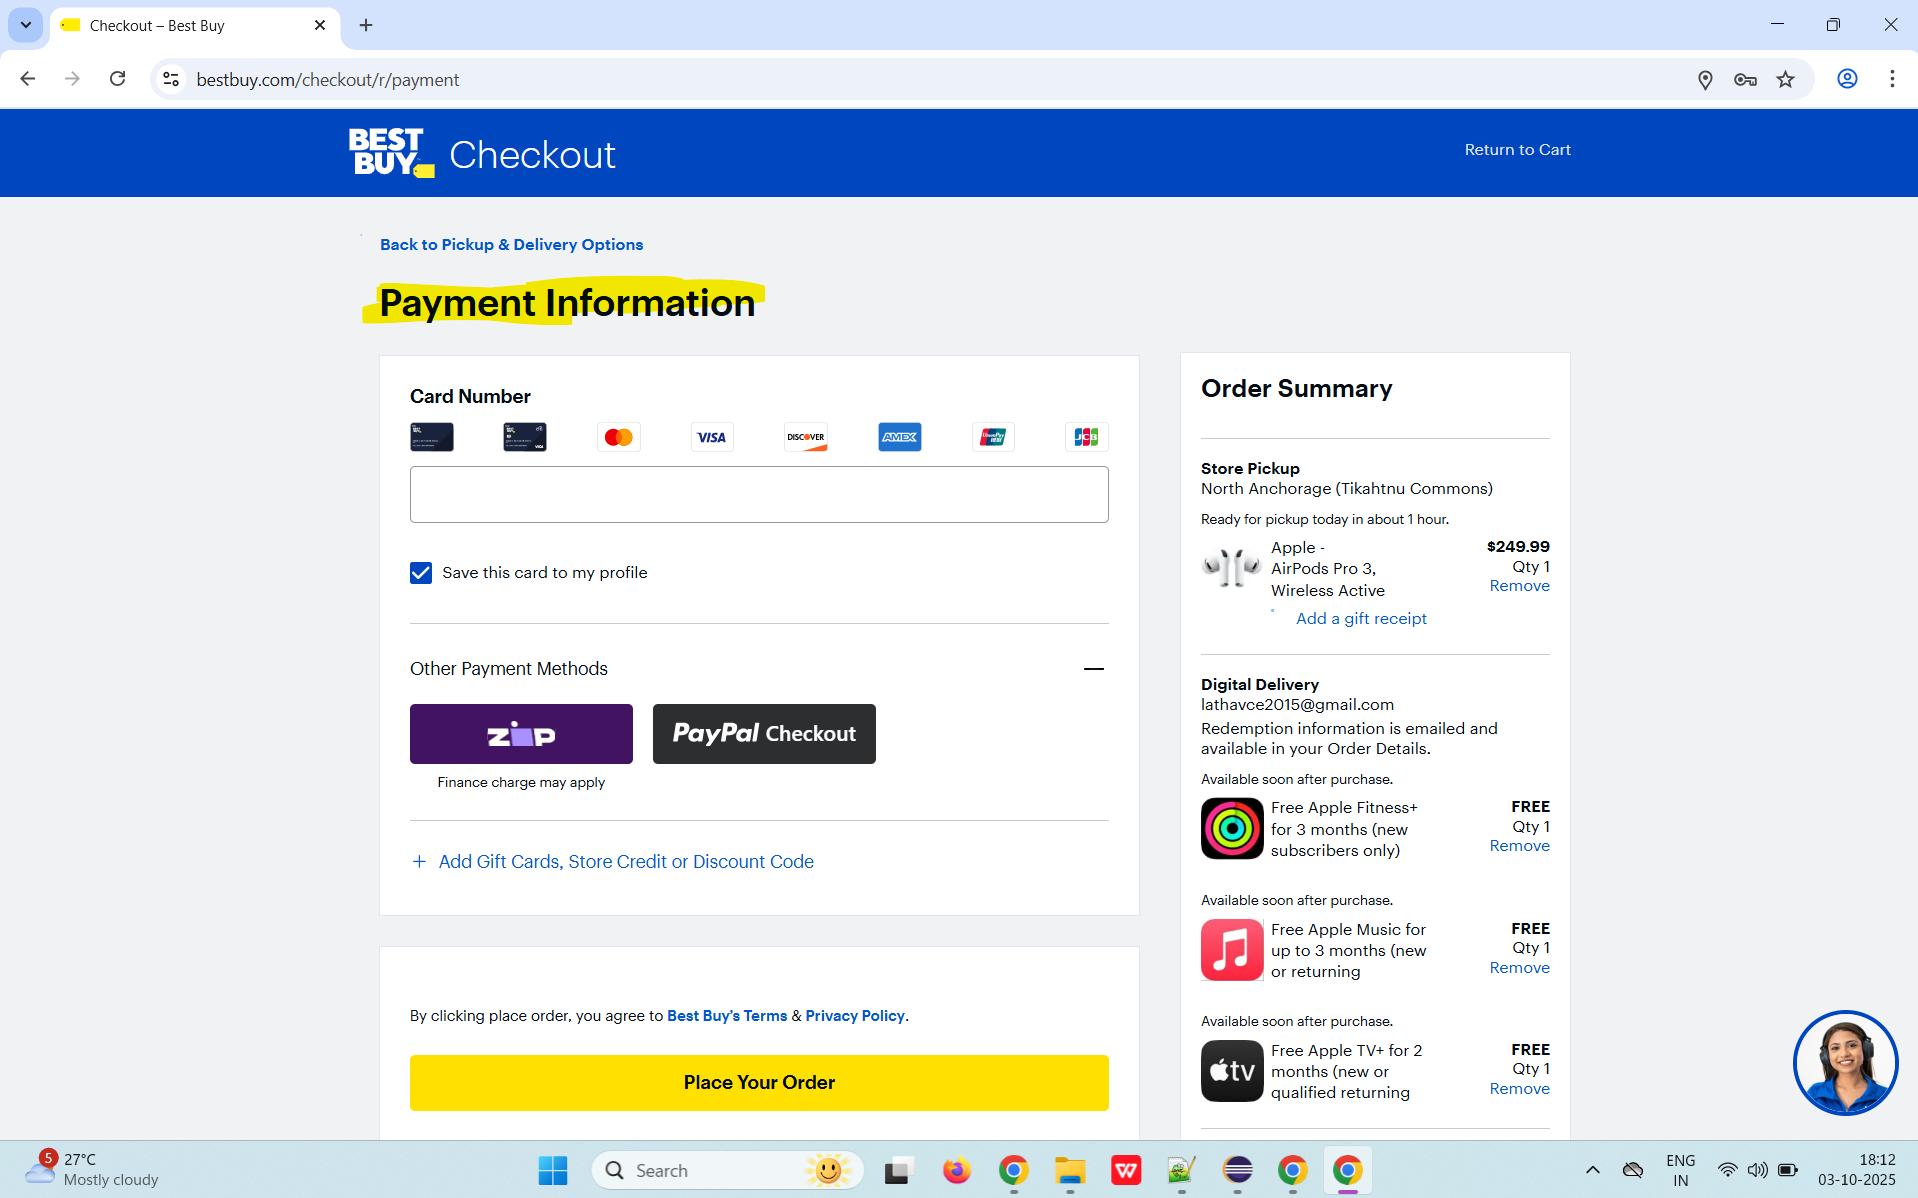 Checkout – Best Buy
bestbuy.com/checkout/r/payment
BEST
BUY
Checkout
Return to Cart
Back to Pickup & Delivery Options
Payment Information
Card Number
VISA
DISCOVER
AMEX
UnionPay
JCB
Save this card to my profile
Other Payment Methods
zip
PayPal Checkout
Finance charge may apply
+ Add Gift Cards, Store Credit or Discount Code
By clicking place order, you agree to Best Buy's Terms & Privacy Policy.
Place Your Order
Order Summary
Store Pickup
North Anchorage (Tikahtnu Commons)
Ready for pickup today in about 1 hour.
Apple -
AirPods Pro 3,
Wireless Active
$249.99
Qty 1
Remove
Add a gift receipt
Digital Delivery
lathavce2015@gmail.com
Redemption information is emailed and
available in your Order Details.
Available soon after purchase.
Free Apple Fitness+
for 3 months (new
subscribers only)
FREE
Qty 1
Remove
Available soon after purchase.
Free Apple Music for
up to 3 months (new
or returning
FREE
Qty 1
Remove
Available soon after purchase.
tv
Free Apple TV+ for 2
months (new or
qualified returning
FREE
Qty 1
Remove
5
27°C
Mostly cloudy
Search
W
ENG
IN
18:12
03-10-2025